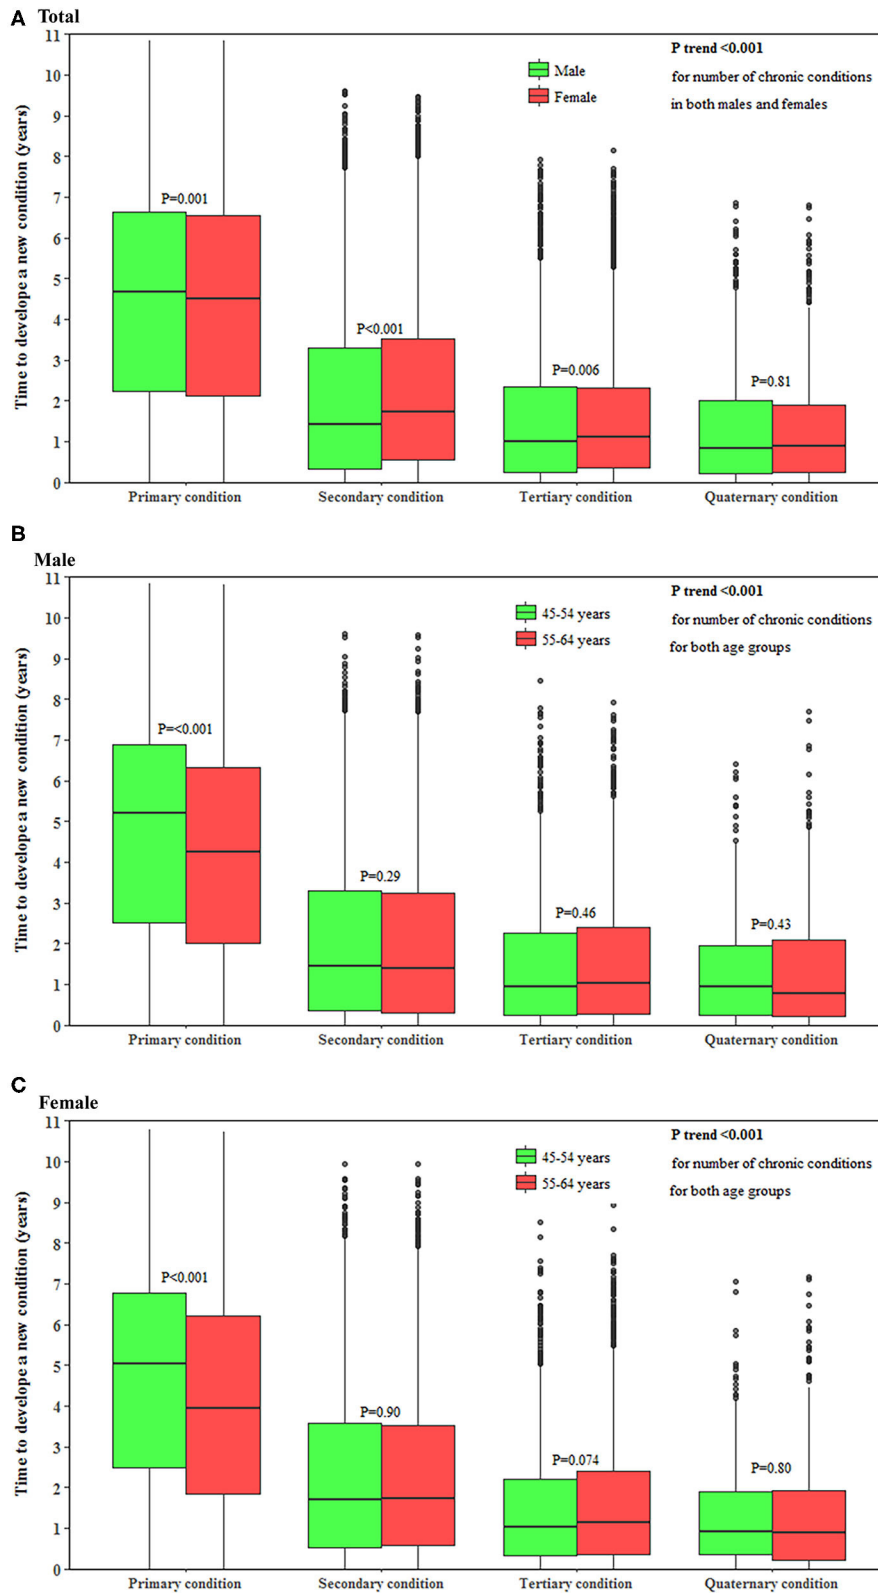 A Total
Time to develope a new condition (years)
11
10
9
8
7
6
5
4
3
2
1
0
Male
Female
P trend <0.001
for number of chronic conditions
in both males and females
P=0.001
P<0.001
P=0.006
P=0.81
Primary condition Secondary condition Tertiary condition Quaternary condition
B
Male
Time to develope a new condition (years)
11
10
9
8
7
6
5
4
3
2
1
0
45-54 years
55-64 years
P trend <0.001
for number of chronic conditions
for both age groups
P=<0.001
P=0.29
P=0.46
P=0.43
Primary condition Secondary condition Tertiary condition Quaternary condition
C
Female
Time to develope a new condition (years)
11
10
9
8
7
6
5
4
3
2
1
0
45-54 years
55-64 years
P trend <0.001
for number of chronic conditions
for both age groups
P<0.001
P=0.90
P=0.074
P=0.80
Primary condition Secondary condition Tertiary condition Quaternary condition